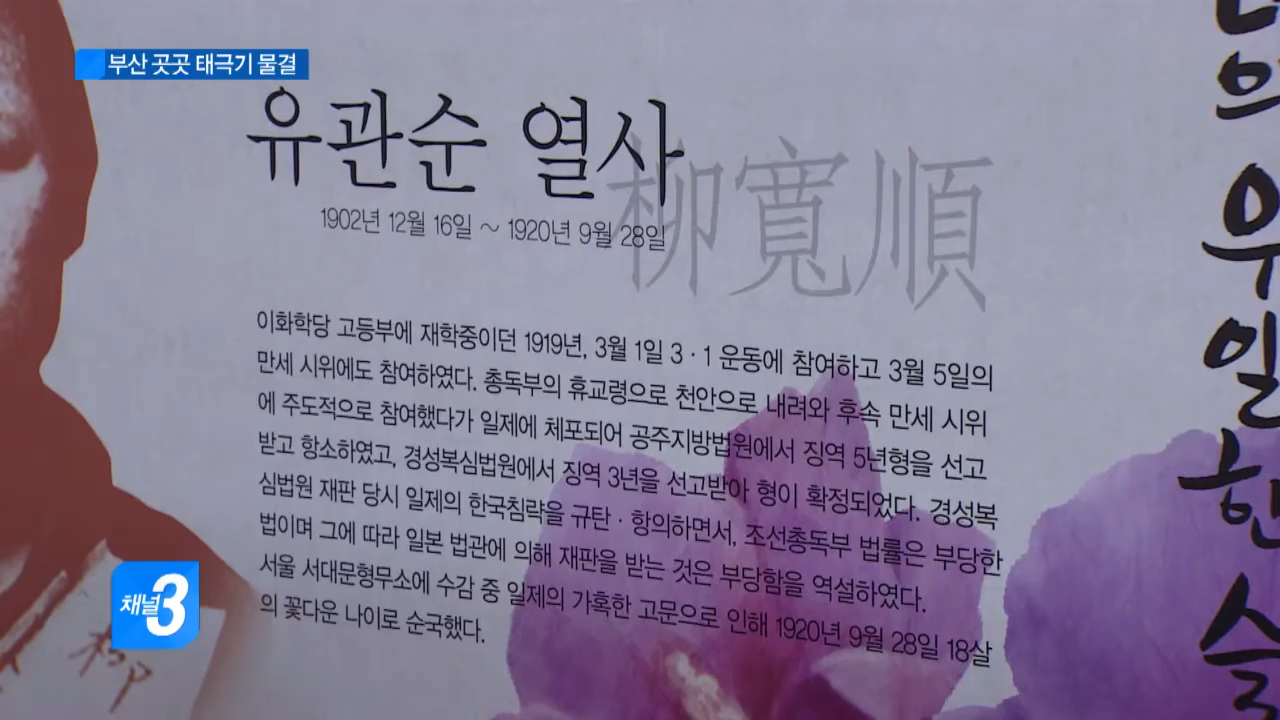 부산 곳곳 태극기 물결
유관순 열사
柳寬順
1902년 12월 16일 ~ 1920년 9월 28일
이화학당 고등부에 재학중이던 1919년, 3월 1일 3·1 운동에 참여하고 3월 5일의
만세 시위에도 참여하였다. 총독부의 휴교령으로 천안으로 내려와 후속 만세 시위
에 주도적으로 참여했다가 일제에 체포되어 공주지방법원에서 징역 5년형을 선고
받고 항소하였고, 경성복심법원에서 징역 3년을 선고받아 형이 확정되었다. 경성복
심법원 재판 당시 일제의 한국침략을 규탄·항의하면서, 조선총독부 법률은 부당한
법이며 그에 따라 일본 법관에 의해 재판을 받는 것은 부당함을 역설하였다.
서울 서대문형무소에 수감 중 일제의 가혹한 고문으로 인해 1920년 9월 28일 18살
의 꽃다운 나이로 순국했다.
의 유일한 슬
柳
채널3